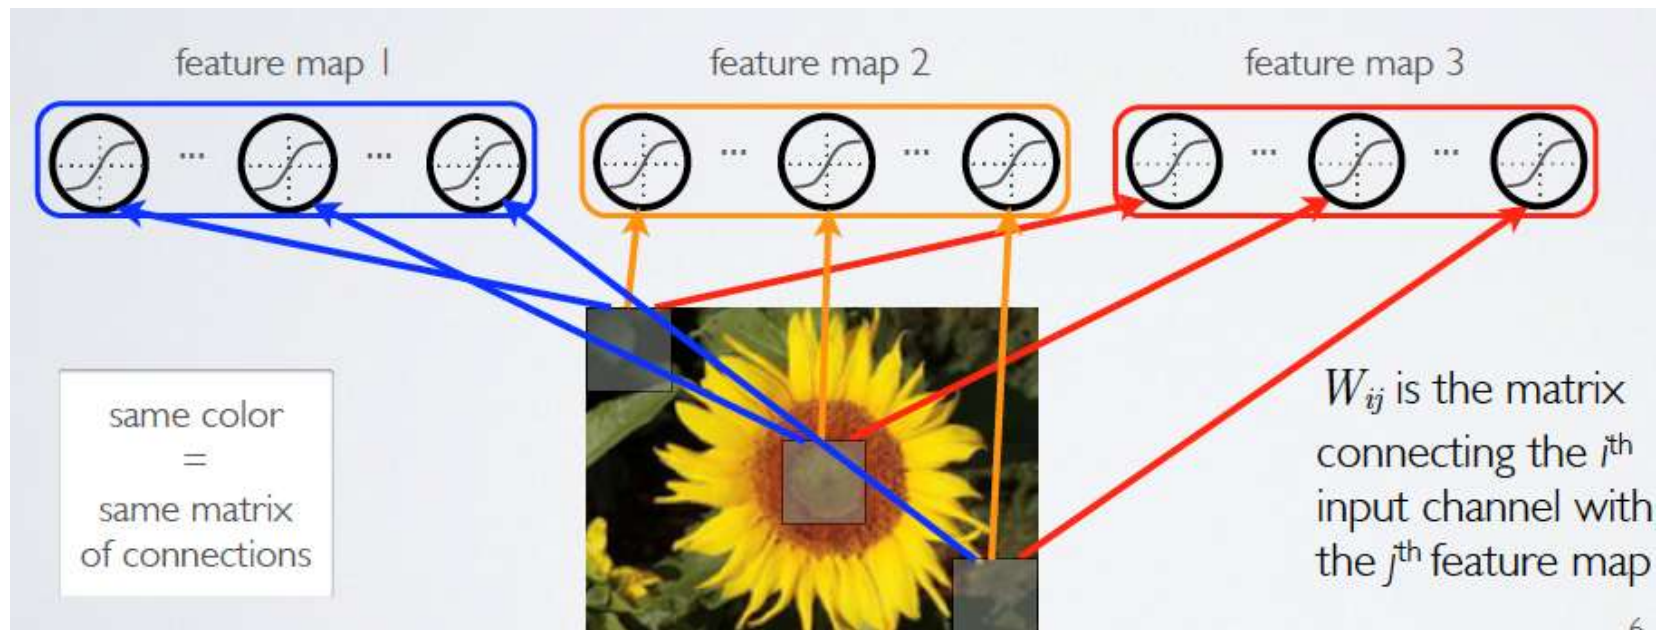 feature map 1
feature map 2
feature map 3
... ...
... ...
... ...
same color
=
same matrix
of connections
W_ij is the matrix
connecting the i^th
input channel with
the j^th feature map
6